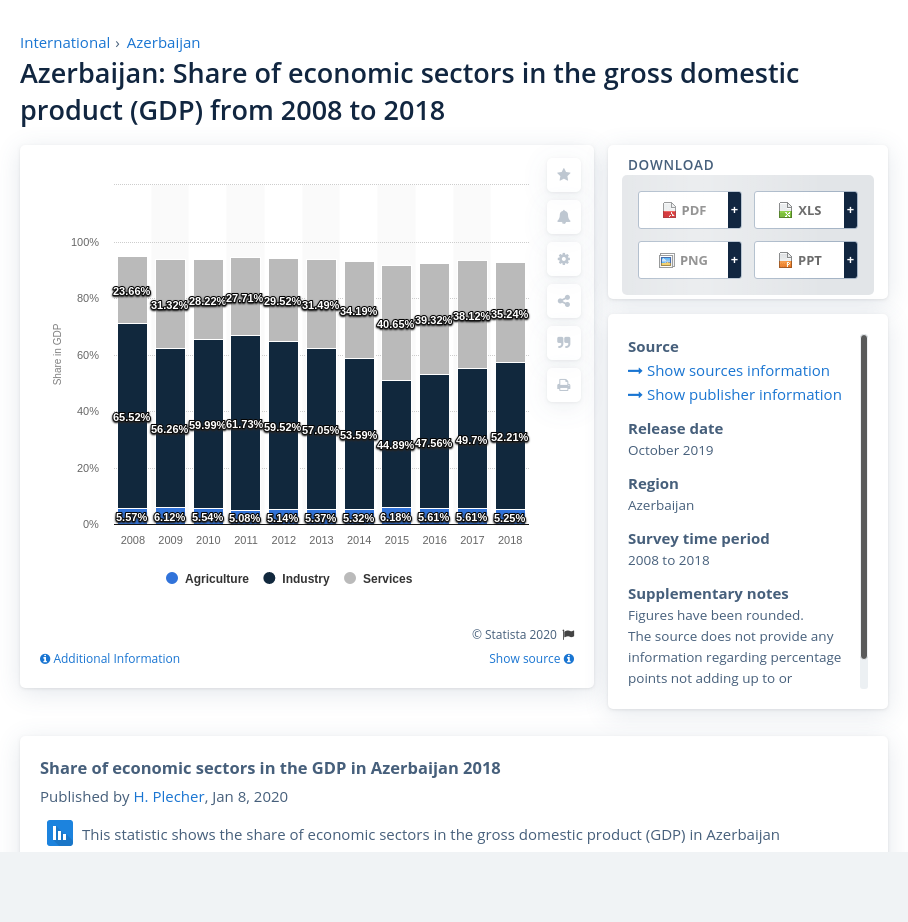 International › Azerbaijan
Azerbaijan: Share of economic sectors in the gross domestic
product (GDP) from 2008 to 2018
Share in GDP
100%
80%
60%
40%
20%
0%
23.66% 31.32% 28.22% 27.71% 29.52% 31.49% 34.19% 40.65% 39.32% 38.12% 35.24%
65.52% 56.26% 59.99% 61.73% 59.52% 57.05% 53.59% 44.89% 47.56% 49.7% 52.21%
5.57% 6.12% 5.54% 5.08% 5.14% 5.37% 5.32% 6.18% 5.61% 5.61% 5.25%
2008 2009 2010 2011 2012 2013 2014 2015 2016 2017 2018
Agriculture Industry Services
© Statista 2020
Additional Information Show source
DOWNLOAD
PDF + XLS +
PNG + PPT +
Source
Show sources information
Show publisher information
Release date
October 2019
Region
Azerbaijan
Survey time period
2008 to 2018
Supplementary notes
Figures have been rounded.
The source does not provide any
information regarding percentage
points not adding up to or
Share of economic sectors in the GDP in Azerbaijan 2018
Published by H. Plecher, Jan 8, 2020
This statistic shows the share of economic sectors in the gross domestic product (GDP) in Azerbaijan